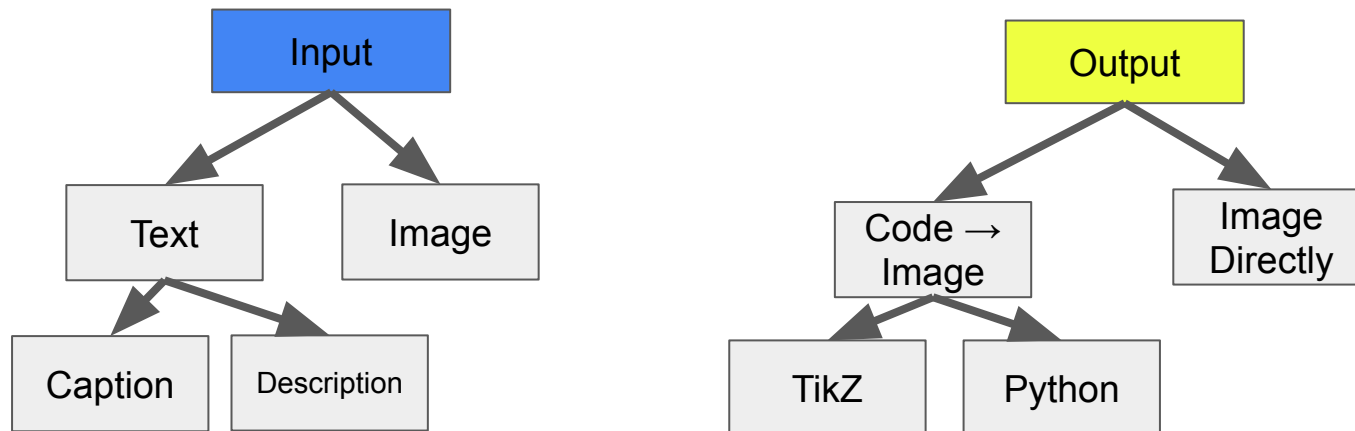 Input
Output
Text
Image
Code →
Image
Image
Directly
Caption
Description
TikZ
Python